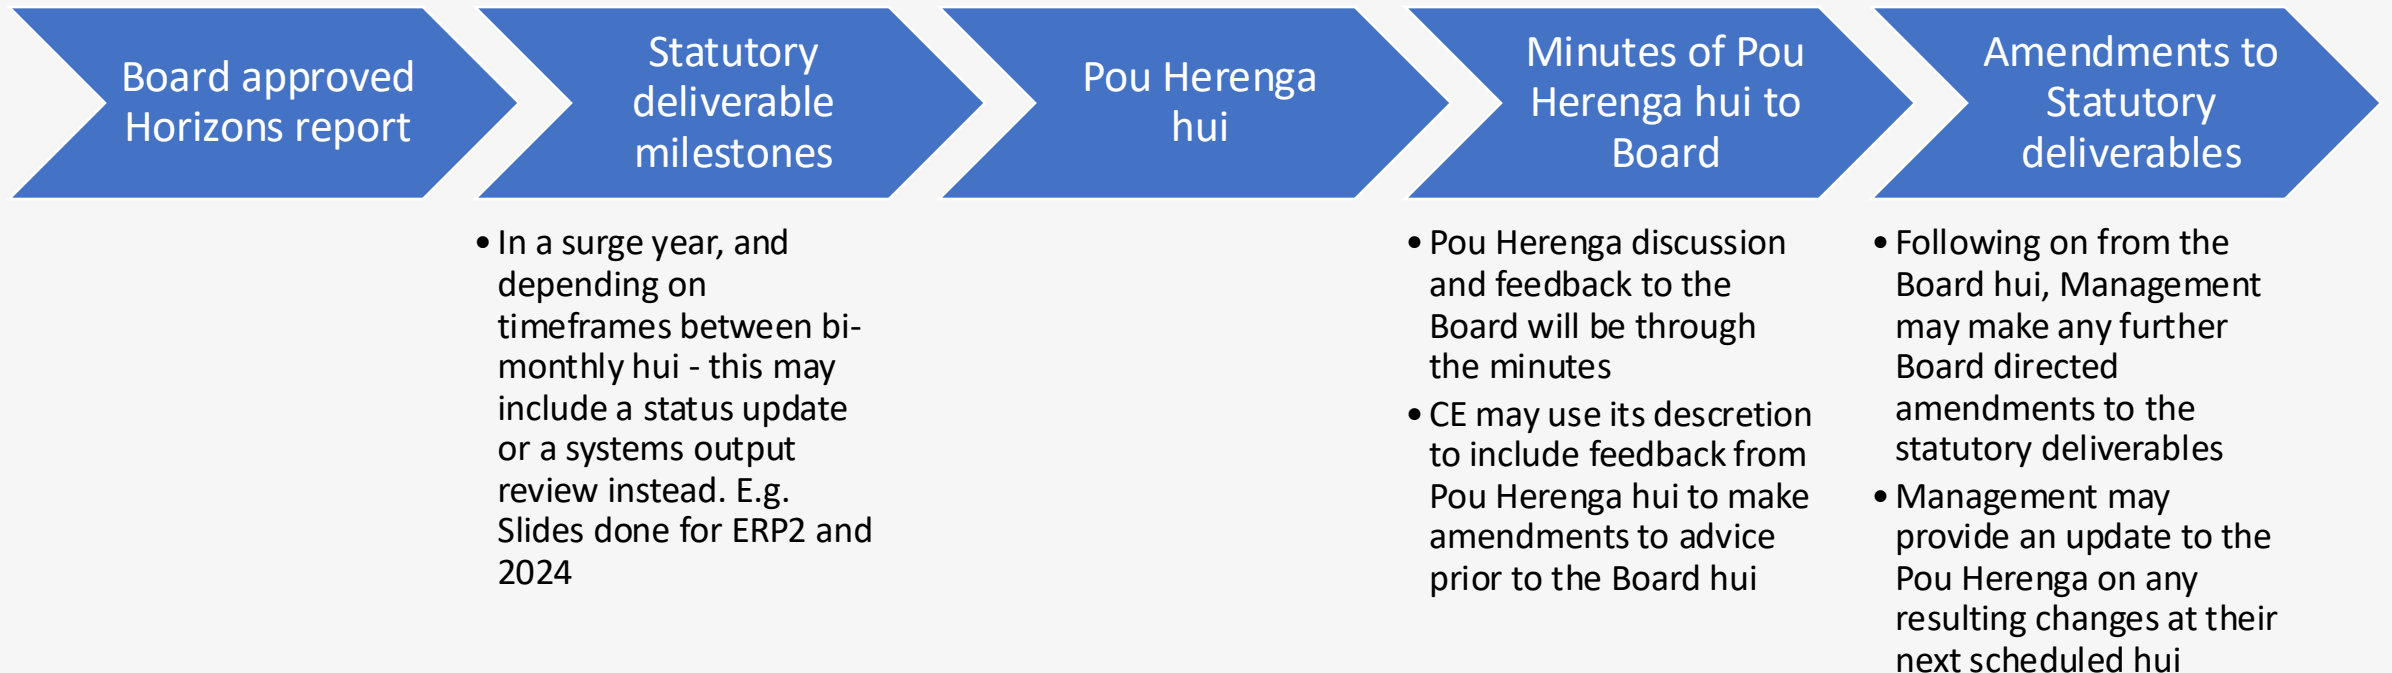 Board approved
Horizons report
Statutory
deliverable
milestones
• In a surge year, and
depending on
timeframes between bi-
monthly hui - this may
include a status update
or a systems output
review instead. E.g.
Slides done for ERP2 and
2024
Pou Herenga
hui
Minutes of Pou
Herenga hui to
Board
• Pou Herenga discussion
and feedback to the
Board will be through
the minutes
• CE may use its descretion
to include feedback from
Pou Herenga hui to make
amendments to advice
prior to the Board hui
Amendments to
Statutory
deliverables
• Following on from the
Board hui, Management
may make any further
Board directed
amendments to the
statutory deliverables
• Management may
provide an update to the
Pou Herenga on any
resulting changes at their
next scheduled hui